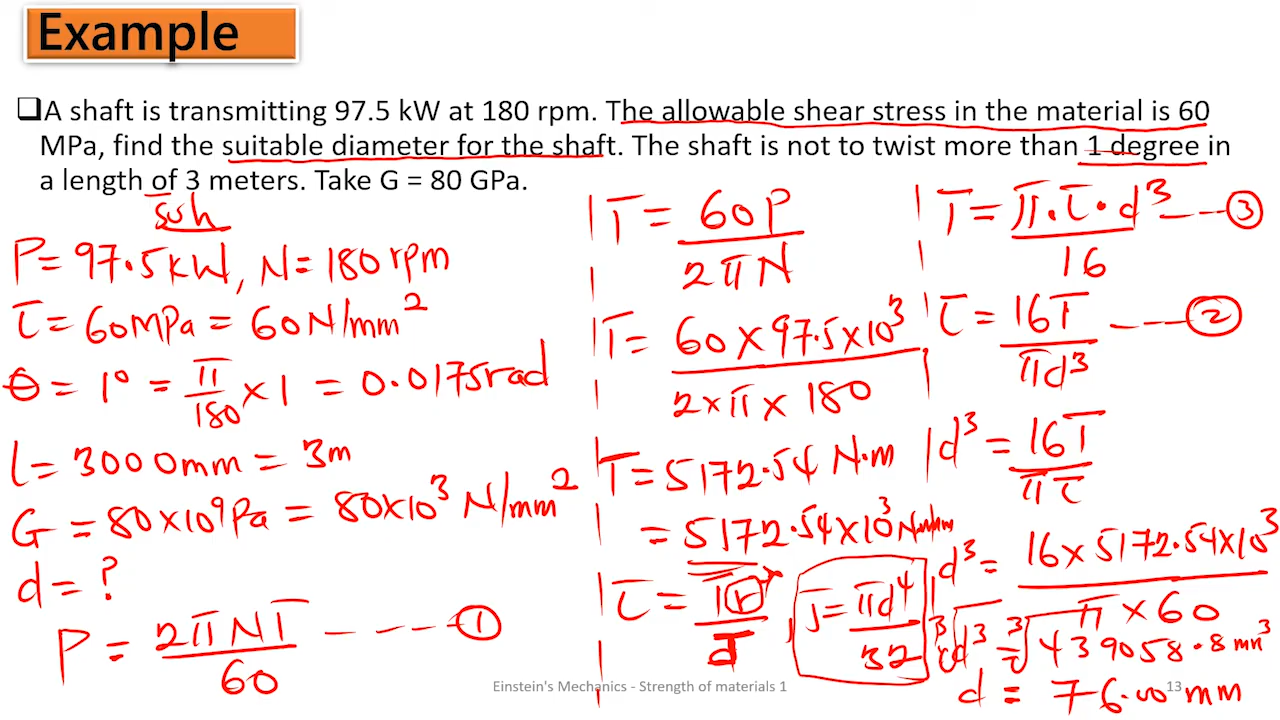 Example
❑A shaft is transmitting 97.5 kW at 180 rpm. The allowable shear stress in the material is 60
MPa, find the suitable diameter for the shaft. The shaft is not to twist more than 1 degree in
a length of 3 meters. Take G = 80 GPa.
P = 97.5 kW, N = 180 rpm
τ = 60 MPa = 60 N/mm²
θ = 1° = π/180 × 1 = 0.0175 rad
l = 3000mm = 3m
G = 80×10⁹ Pa = 80×10³ N/mm²
d = ?
P = 2πNT/60 ---- ①
T = 60P/2πN
T = 60 × 97.5×10³/2×π×180
T = 5172.54 N·m
= 5172.54×10³ N·mm
τ = Tr/J, J = πd⁴/32
T = π·τ·d³/16 --- ③
τ = 16T/πd³ ---- ②
d³ = 16T/πτ
d³ = 16 × 5172.54×10³/π × 60
∛d³ = ∛439058.8 mm³
d = 76.00 mm
Einstein's Mechanics - Strength of materials 1
13